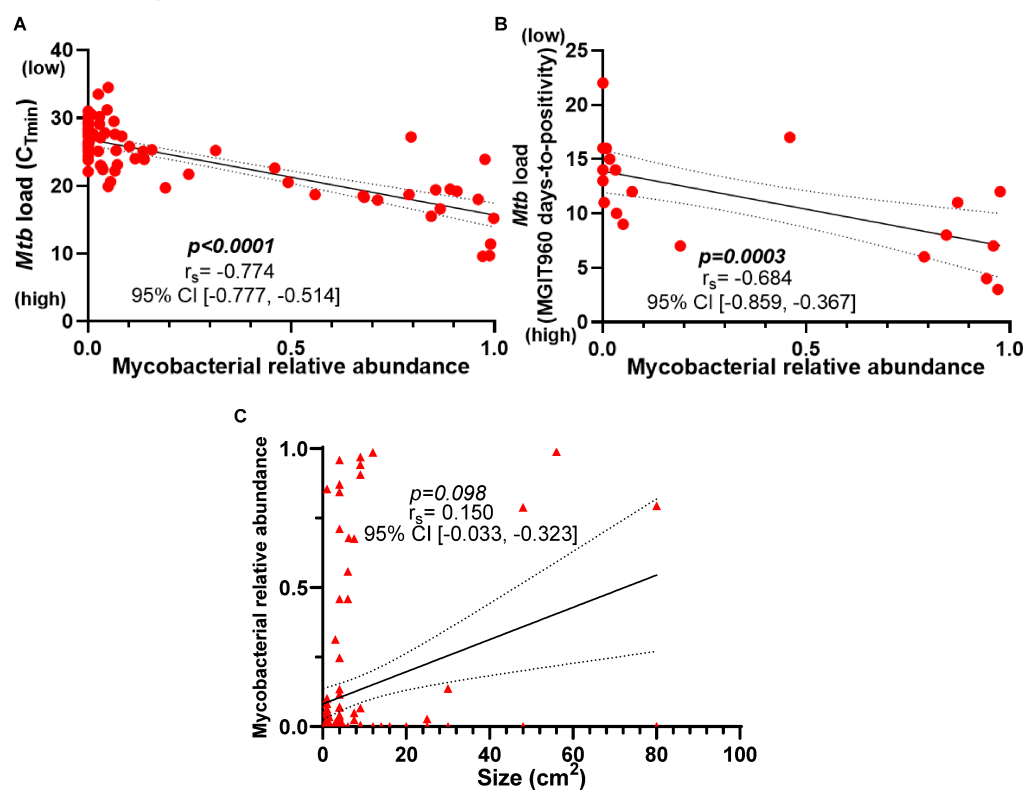 A
40
(low)
30
20
10
(high)
0
Mtb load (CTmin)
p<0.0001
rs= -0.774
95% CI [-0.777, -0.514]
0.0
0.5
1.0
Mycobacterial relative abundance
B
(low)
25
20
15
10
5
0
(high)
Mtb load
(MGIT960 days-to-positivity)
p=0.0003
rs= -0.684
95% CI [-0.859, -0.367]
0.0
0.5
1.0
Mycobacterial relative abundance
C
1.0
0.5
0.0
Mycobacterial relative abundance
p=0.098
rs= 0.150
95% CI [-0.033, -0.323]
0
20
40
60
80
100
Size (cm2)